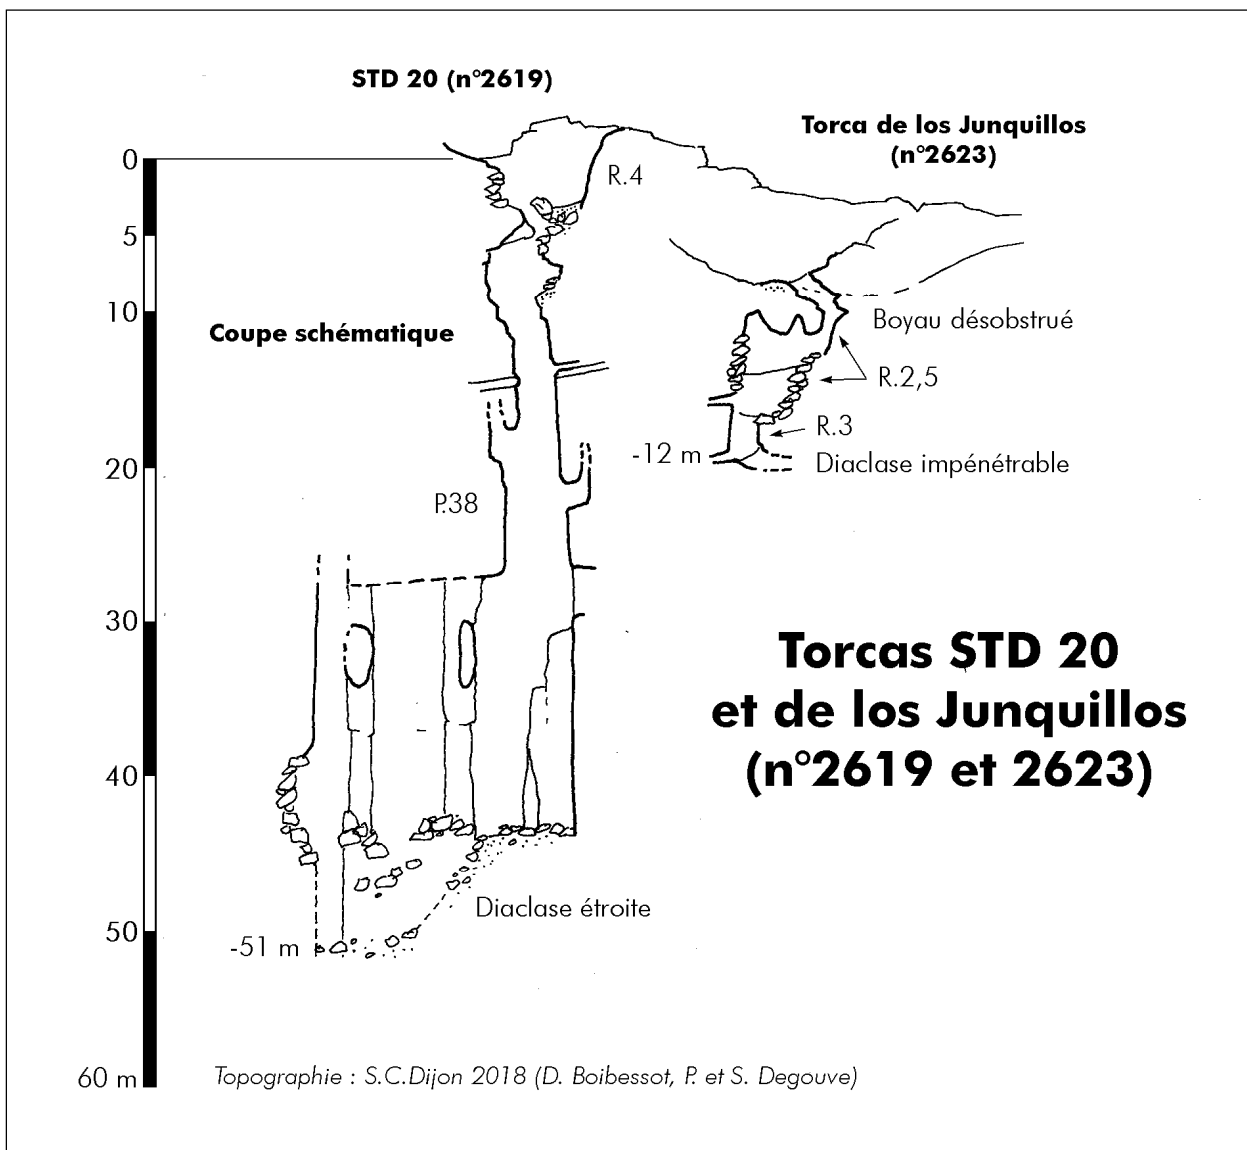 STD 20 (n°2619)
Torca de los Junquillos
(n°2623)
0
R.4
5
10
Boyau désobstrué
Coupe schématique
R.2,5
R.3
-12 m
Diaclase impénétrable
20
P.38
30
Torcas STD 20
et de los Junquillos
(n°2619 et 2623)
40
Diaclase étroite
50
-51 m
60 m
Topographie : S.C.Dijon 2018 (D. Boibessot, P. et S. Degouve)